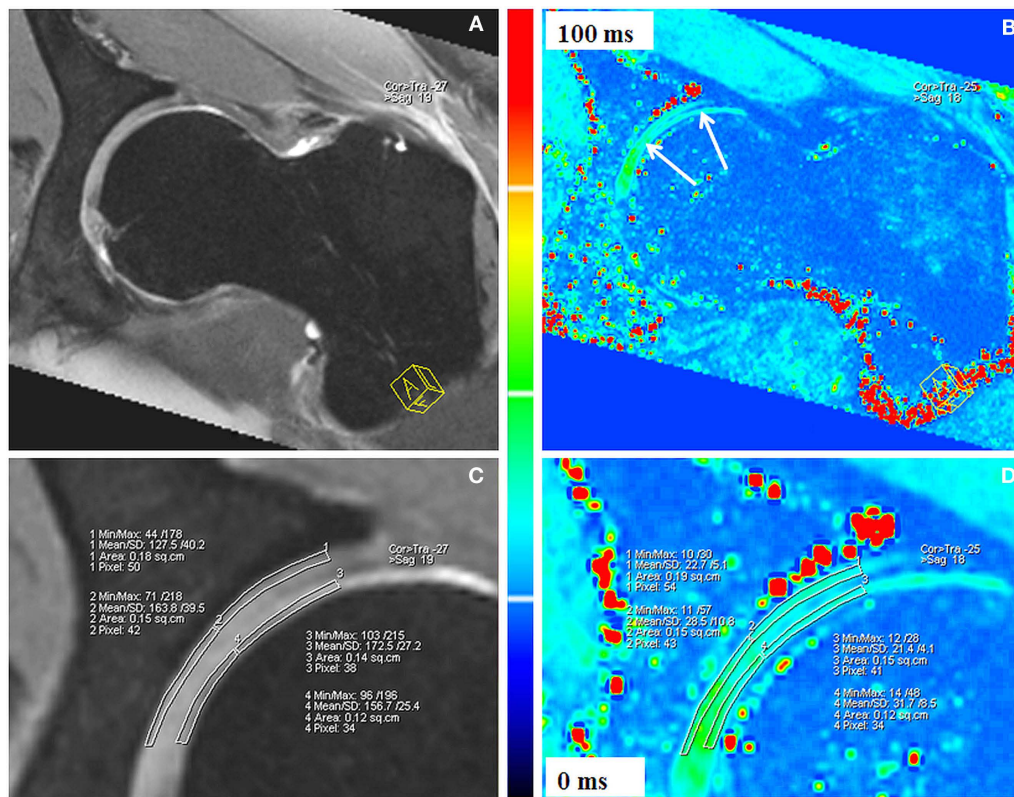 A
Cor>Tra -27
>Sag 19
A
F
100 ms
B
Cor>Tra -25
>Sag 18
C
1 Min/Max: 44 /178
1 Mean/SD: 127.5 /40.2
1 Area: 0.18 sq.cm
1 Pixel: 50
2 Min/Max: 71 /218
2 Mean/SD: 163.8 /39.5
2 Area: 0.15 sq.cm
2 Pixel: 42
1
3
2
4
Cor>Tra -27
>Sag 19
3 Min/Max: 103 /215
3 Mean/SD: 172.5 /27.2
3 Area: 0.14 sq.cm
3 Pixel: 38
4 Min/Max: 96 /196
4 Mean/SD: 156.7 /25.4
4 Area: 0.12 sq.cm
4 Pixel: 34
D
1 Min/Max: 10 /30
1 Mean/SD: 22.7 /5.1
1 Area: 0.19 sq.cm
1 Pixel: 54
2 Min/Max: 11 /57
2 Mean/SD: 28.5 /10.8
2 Area: 0.15 sq.cm
2 Pixel: 43
1
3
2
4
Cor>Tra -25
>Sag 18
3 Min/Max: 12 /28
3 Mean/SD: 21.4 /4.1
3 Area: 0.15 sq.cm
3 Pixel: 41
4 Min/Max: 14 /48
4 Mean/SD: 31.7 /8.5
4 Area: 0.12 sq.cm
4 Pixel: 34
0 ms